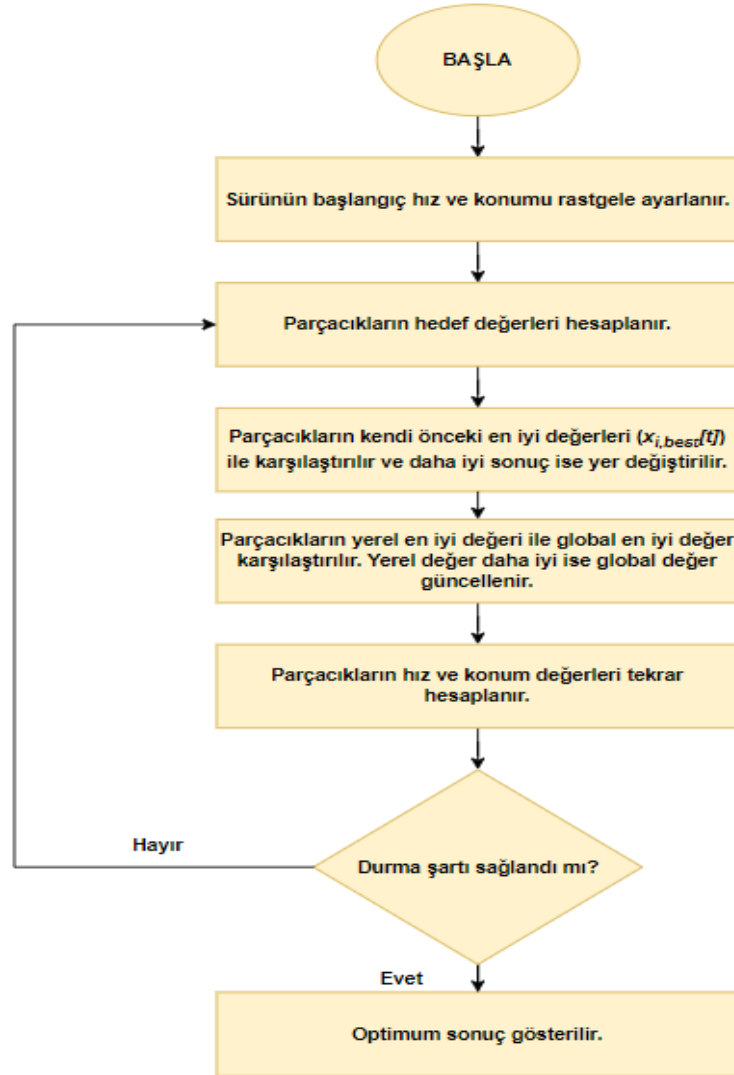 BAŞLA
Sürünün başlangıç hız ve konumu rastgele ayarlanır.
Parçacıkların hedef değerleri hesaplanır.
Parçacıkların kendi önceki en iyi değerleri (x_{i,best}[t])
ile karşılaştırılır ve daha iyi sonuç ise yer değiştirilir.
Parçacıkların yerel en iyi değeri ile global en iyi değer
karşılaştırılır. Yerel değer daha iyi ise global değer
güncellenir.
Parçacıkların hız ve konum değerleri tekrar
hesaplanır.
Hayır
Durma şartı sağlandı mı?
Evet
Optimum sonuç gösterilir.